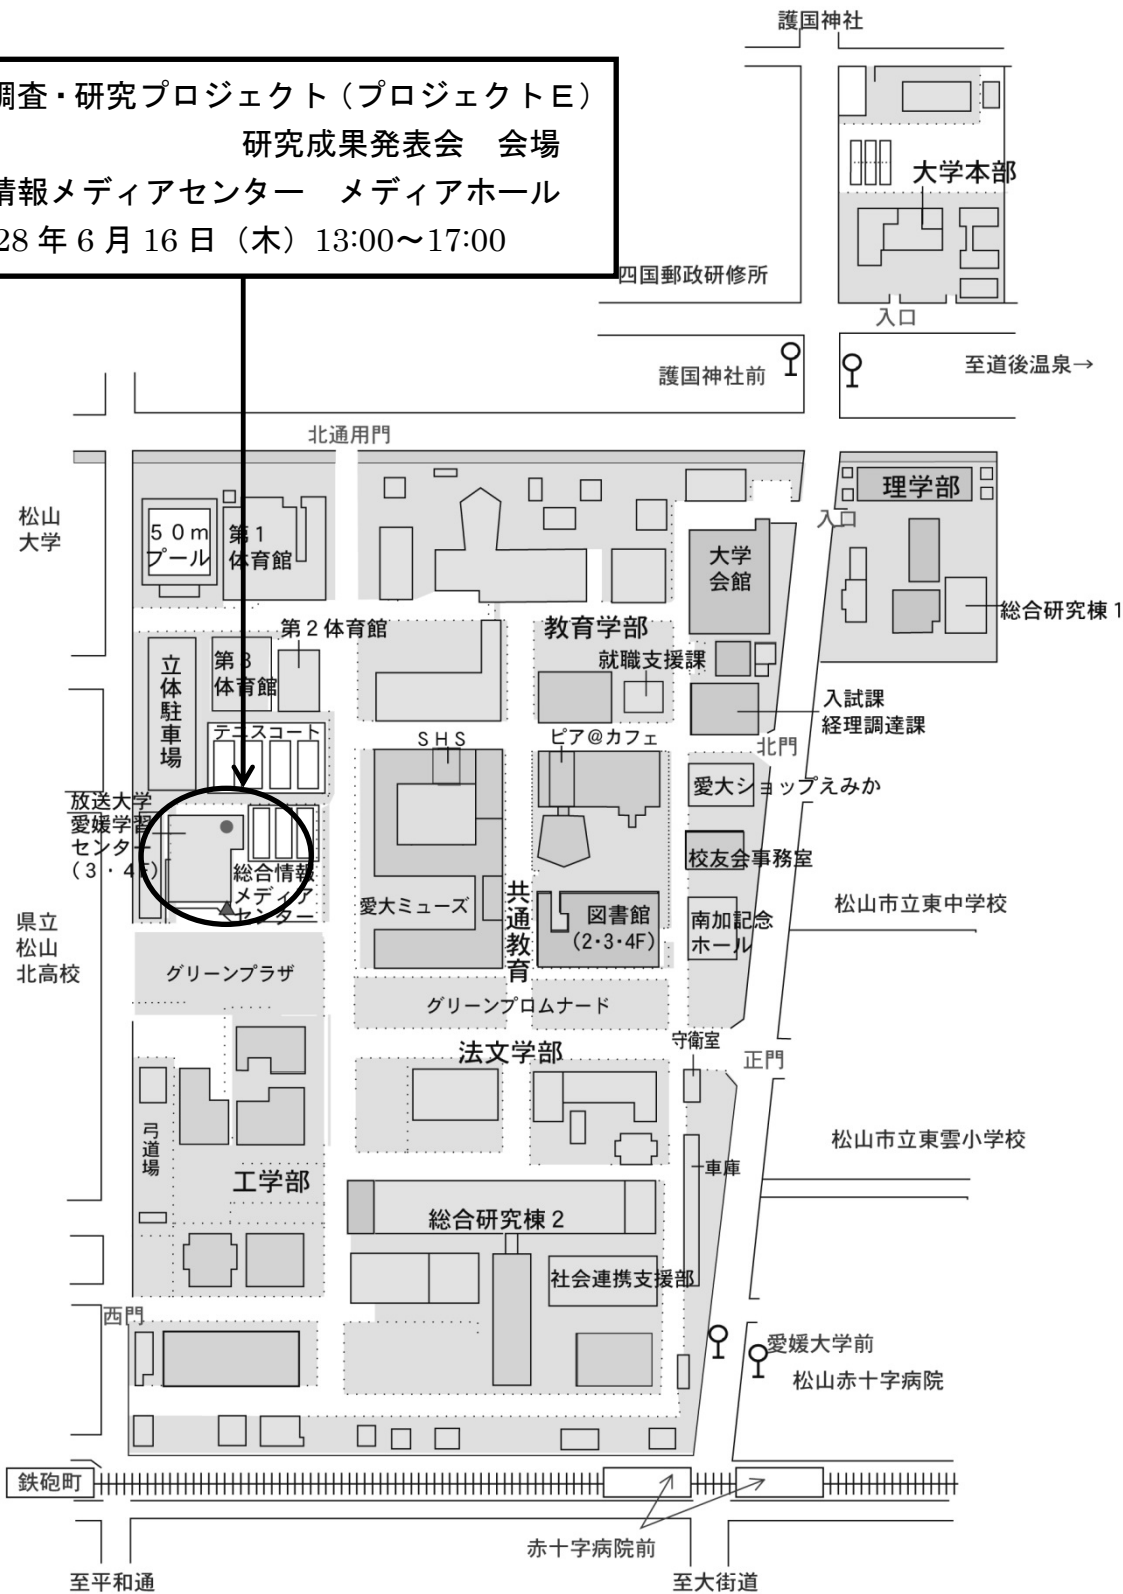 護国神社
調査・研究プロジェクト（プロジェクトＥ）
研究成果発表会　会場
情報メディアセンター　メディアホール
28 年 6 月 16 日（木）13:00～17:00
大学本部
四国郵政研修所
入口
護国神社前
至道後温泉→
北通用門
松山
大学
５０ｍ
プール
第１
体育館
理学部
入口
大学
会館
総合研究棟１
第２体育館
教育学部
就職支援課
立体駐車場
第３
体育館
入試課
経理調達課
テニスコート
ＳＨＳ
ピア@カフェ
北門
放送大学
愛媛学習
センター
（３・４F）
愛大ショップえみか
校友会事務室
総合情報
メディア
センター
愛大ミューズ
共通教育
図書館
（2・3・4F）
南加記念
ホール
松山市立東中学校
県立
松山
北高校
グリーンプラザ
グリーンプロムナード
法文学部
守衛室
正門
弓道場
松山市立東雲小学校
車庫
工学部
総合研究棟２
社会連携支援部
西門
愛媛大学前
松山赤十字病院
鉄砲町
赤十字病院前
至平和通
至大街道